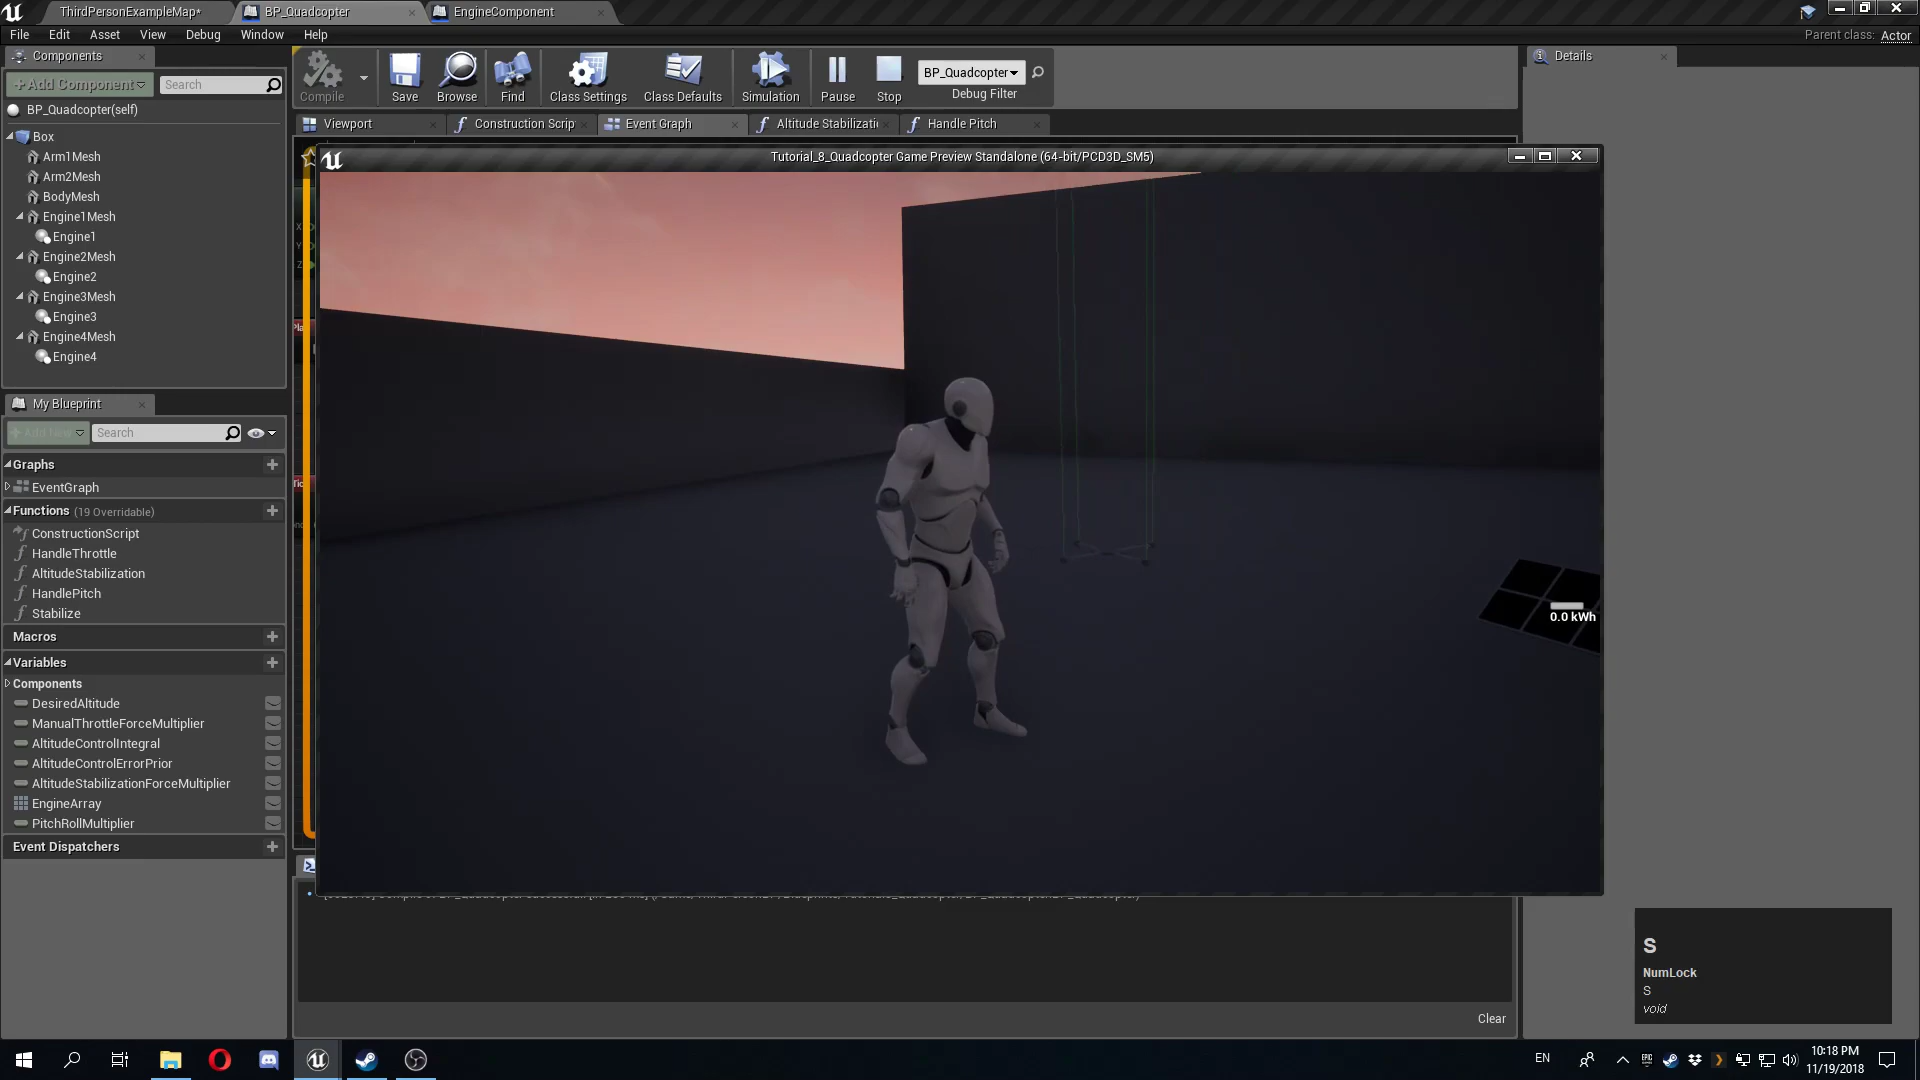 ThirdPersonExampleMap*
BP_Quadcopter
EngineComponent
File Edit Asset View Debug Window Help
Parent class: Actor
Components
+Add Component
Search
BP_Quadcopter(self)
Box
Arm1Mesh
Arm2Mesh
BodyMesh
Engine1Mesh
Engine1
Engine2Mesh
Engine2
Engine3Mesh
Engine3
Engine4Mesh
Engine4
Compile
Save
Browse
Find
Class Settings
Class Defaults
Simulation
Pause
Stop
BP_Quadcopter
Debug Filter
Details
Viewport
Construction Scrip
Event Graph
Altitude Stabilizati
Handle Pitch
Tutorial_8_Quadcopter Game Preview Standalone (64-bit/PCD3D_SM5)
0.0 kWh
My Blueprint
+ Add New
Search
Graphs
EventGraph
Functions (19 Overridable)
ConstructionScript
HandleThrottle
AltitudeStabilization
HandlePitch
Stabilize
Macros
Variables
Components
DesiredAltitude
ManualThrottleForceMultiplier
AltitudeControlIntegral
AltitudeControlErrorPrior
AltitudeStabilizationForceMultiplier
EngineArray
PitchRollMultiplier
Event Dispatchers
Clear
S
NumLock
S
void
EN
10:18 PM
11/19/2018